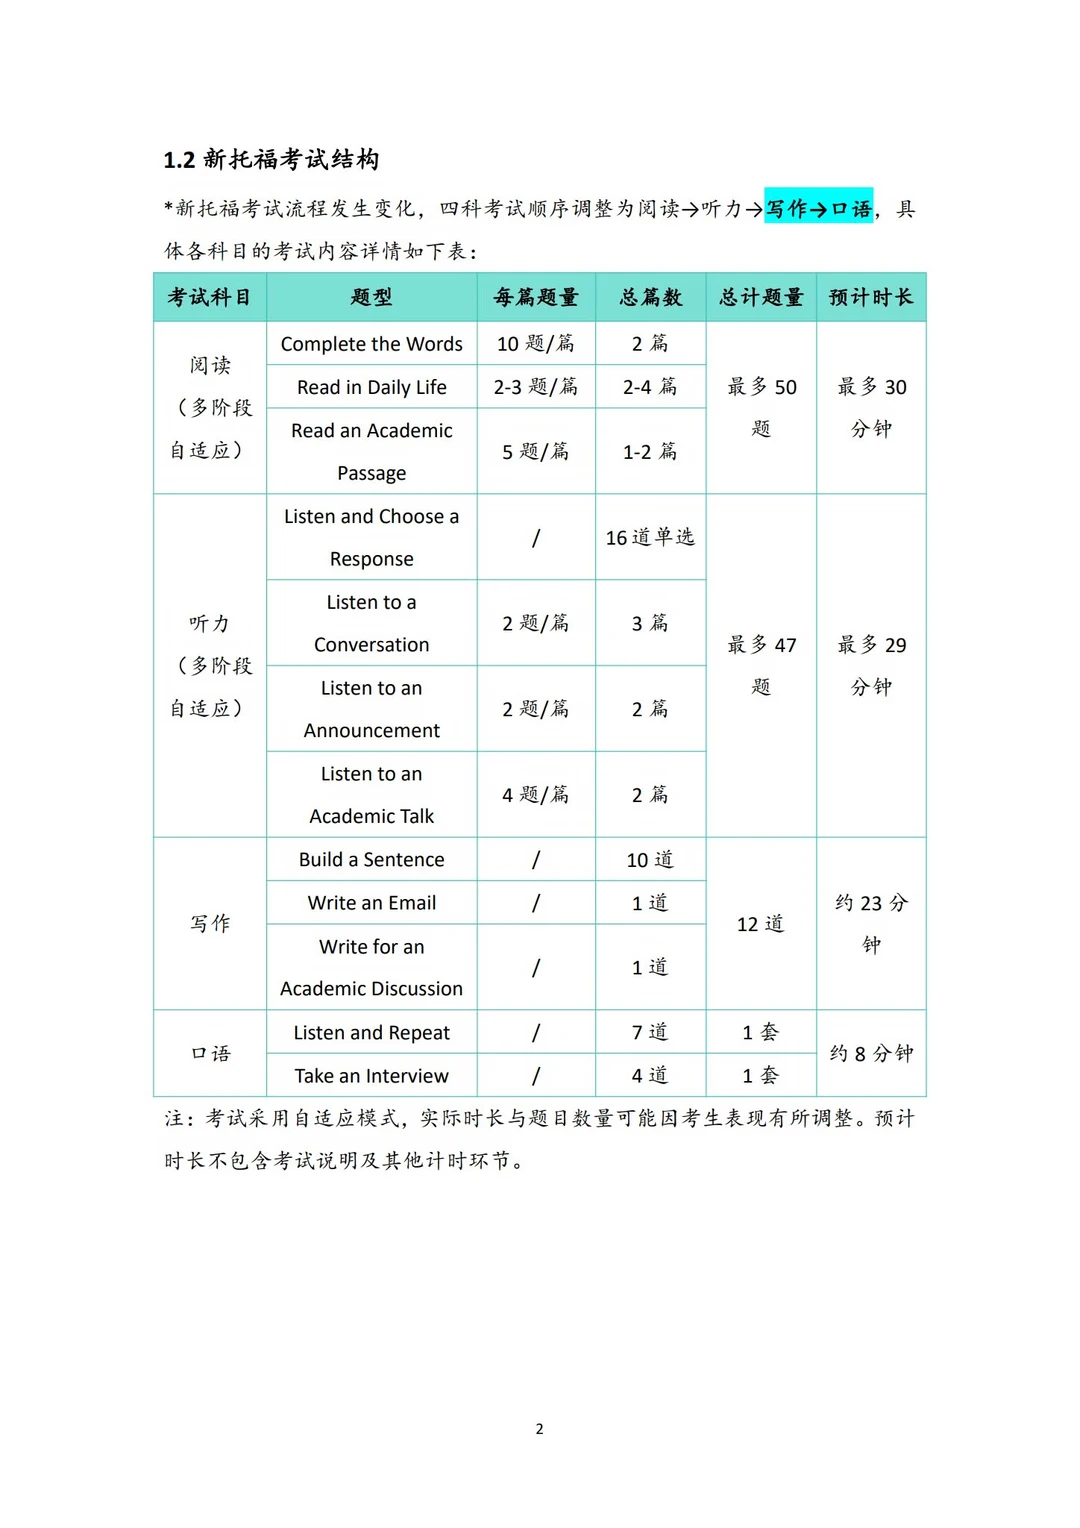 1.2 新托福考试结构
*新托福考试流程发生变化，四科考试顺序调整为阅读→听力→写作→口语，具
体各科目的考试内容详情如下表：
考试科目 题型 每篇题量 总篇数 总计题量 预计时长
阅读
（多阶段
自适应）
Complete the Words 10 题/篇 2 篇
Read in Daily Life 2-3 题/篇 2-4 篇
Read an Academic
Passage
5 题/篇 1-2 篇
最多 50
题
最多 30
分钟
听力
（多阶段
自适应）
Listen and Choose a
Response
/ 16 道单选
Listen to a
Conversation
2 题/篇 3 篇
Listen to an
Announcement
2 题/篇 2 篇
Listen to an
Academic Talk
4 题/篇 2 篇
最多 47
题
最多 29
分钟
写作
Build a Sentence / 10 道
Write an Email / 1 道
Write for an
Academic Discussion
/ 1 道
12 道
约 23 分
钟
口语
Listen and Repeat / 7 道 1 套
Take an Interview / 4 道 1 套
约 8 分钟
注：考试采用自适应模式，实际时长与题目数量可能因考生表现有所调整。预计
时长不包含考试说明及其他计时环节。
2